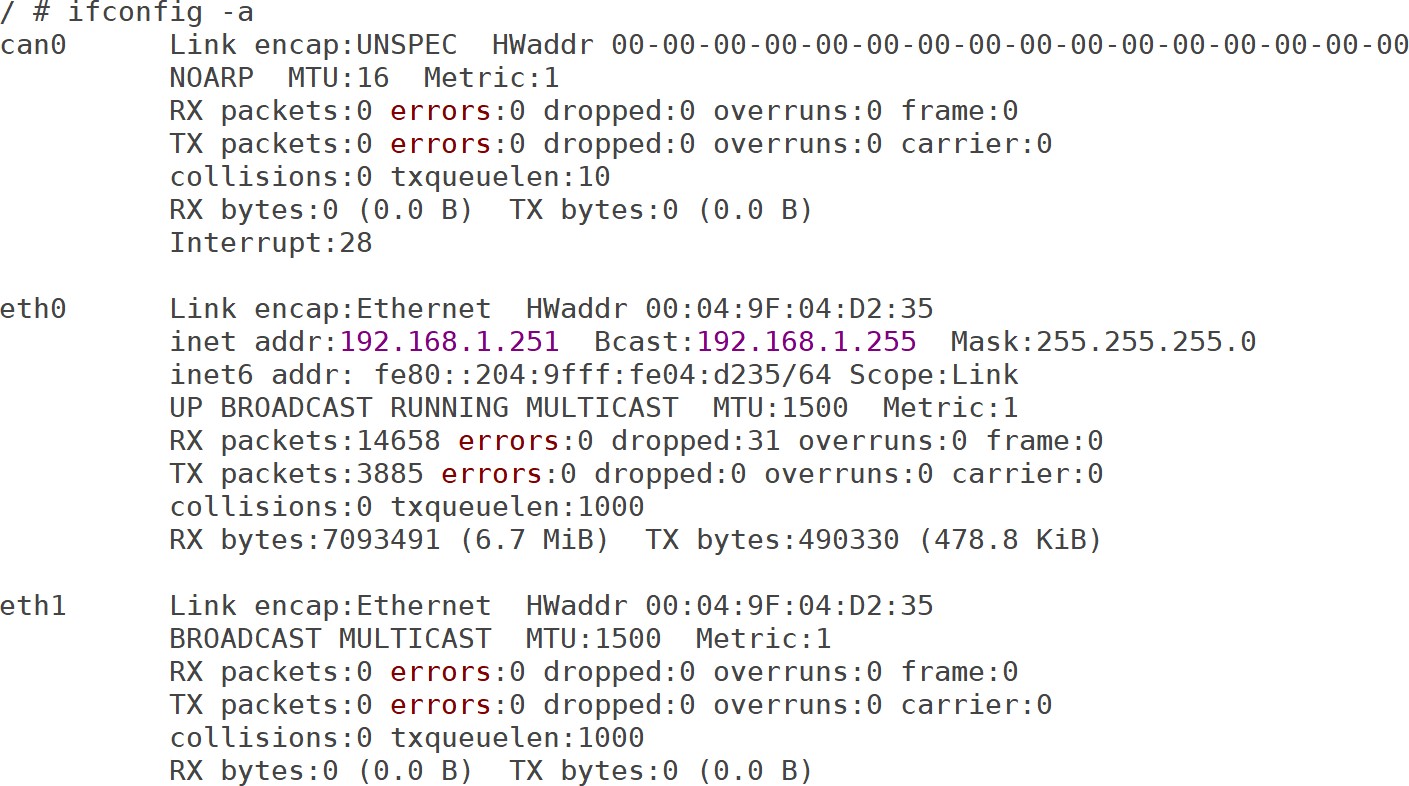 / # ifconfig -a
can0      Link encap:UNSPEC  HWaddr 00-00-00-00-00-00-00-00-00-00-00-00-00-00-00-00
          NOARP  MTU:16  Metric:1
          RX packets:0 errors:0 dropped:0 overruns:0 frame:0
          TX packets:0 errors:0 dropped:0 overruns:0 carrier:0
          collisions:0 txqueuelen:10
          RX bytes:0 (0.0 B)  TX bytes:0 (0.0 B)
          Interrupt:28

eth0      Link encap:Ethernet  HWaddr 00:04:9F:04:D2:35
          inet addr:192.168.1.251  Bcast:192.168.1.255  Mask:255.255.255.0
          inet6 addr: fe80::204:9fff:fe04:d235/64 Scope:Link
          UP BROADCAST RUNNING MULTICAST  MTU:1500  Metric:1
          RX packets:14658 errors:0 dropped:31 overruns:0 frame:0
          TX packets:3885 errors:0 dropped:0 overruns:0 carrier:0
          collisions:0 txqueuelen:1000
          RX bytes:7093491 (6.7 MiB)  TX bytes:490330 (478.8 KiB)

eth1      Link encap:Ethernet  HWaddr 00:04:9F:04:D2:35
          BROADCAST MULTICAST  MTU:1500  Metric:1
          RX packets:0 errors:0 dropped:0 overruns:0 frame:0
          TX packets:0 errors:0 dropped:0 overruns:0 carrier:0
          collisions:0 txqueuelen:1000
          RX bytes:0 (0.0 B)  TX bytes:0 (0.0 B)